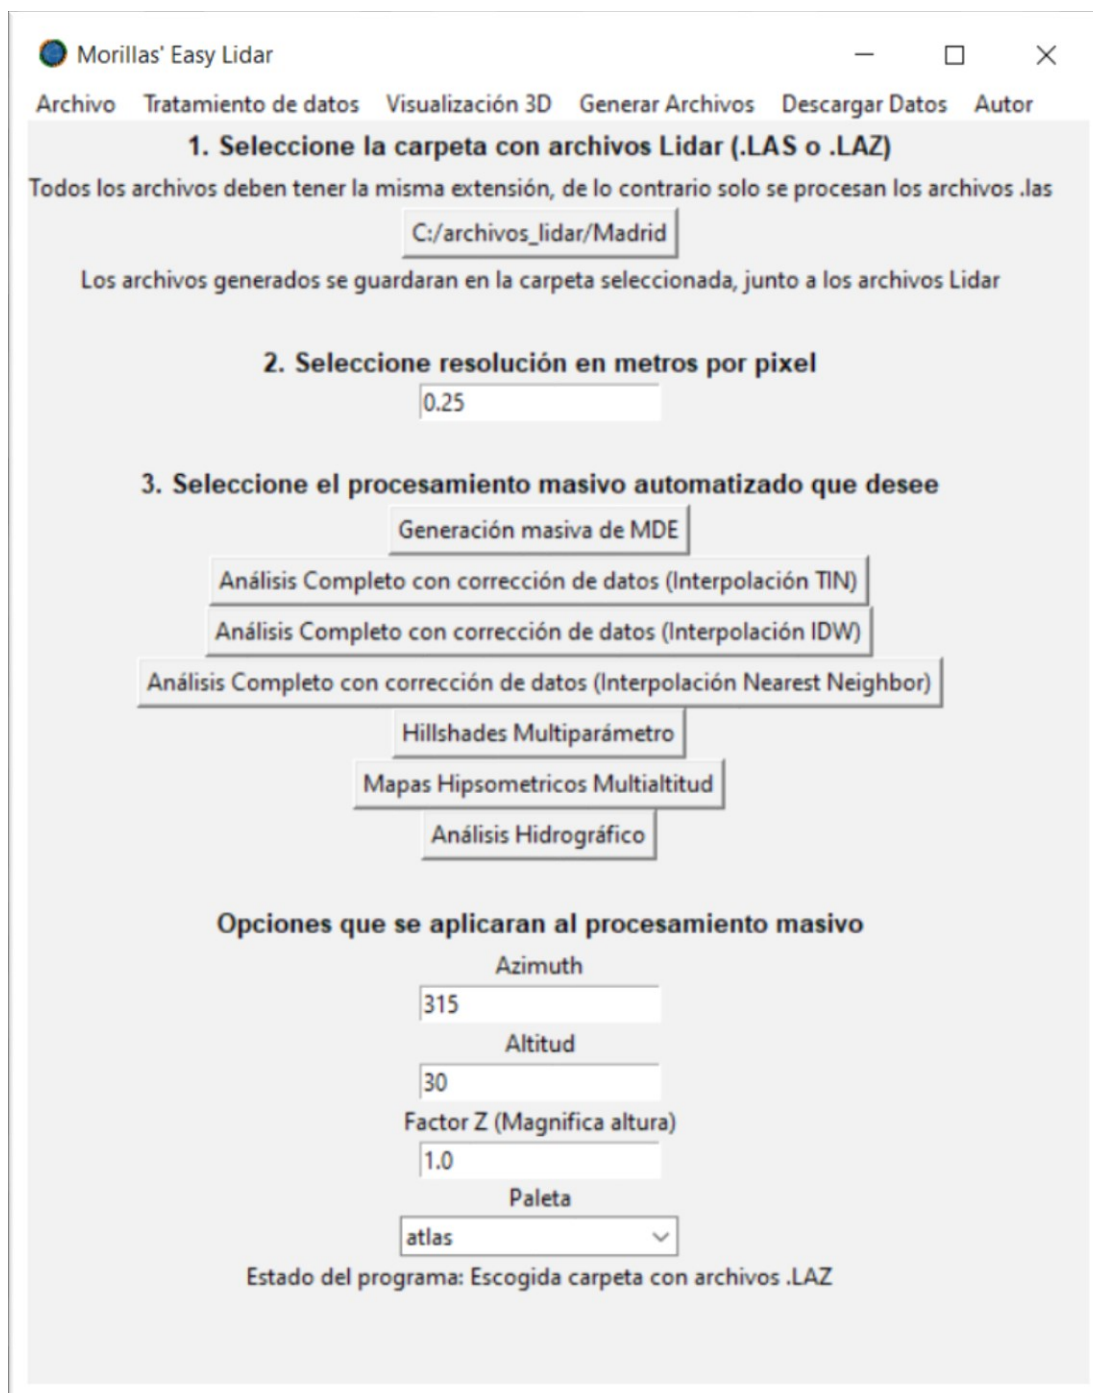 Morillas' Easy Lidar
Archivo Tratamiento de datos Visualización 3D Generar Archivos Descargar Datos Autor
1. Seleccione la carpeta con archivos Lidar (.LAS o .LAZ)
Todos los archivos deben tener la misma extensión, de lo contrario solo se procesan los archivos .las
C:/archivos_lidar/Madrid
Los archivos generados se guardaran en la carpeta seleccionada, junto a los archivos Lidar
2. Seleccione resolución en metros por pixel
0.25
3. Seleccione el procesamiento masivo automatizado que desee
Generación masiva de MDE
Análisis Completo con corrección de datos (Interpolación TIN)
Análisis Completo con corrección de datos (Interpolación IDW)
Análisis Completo con corrección de datos (Interpolación Nearest Neighbor)
Hillshades Multiparámetro
Mapas Hipsometricos Multialtitud
Análisis Hidrográfico
Opciones que se aplicaran al procesamiento masivo
Azimuth
315
Altitud
30
Factor Z (Magnifica altura)
1.0
Paleta
atlas
Estado del programa: Escogida carpeta con archivos .LAZ